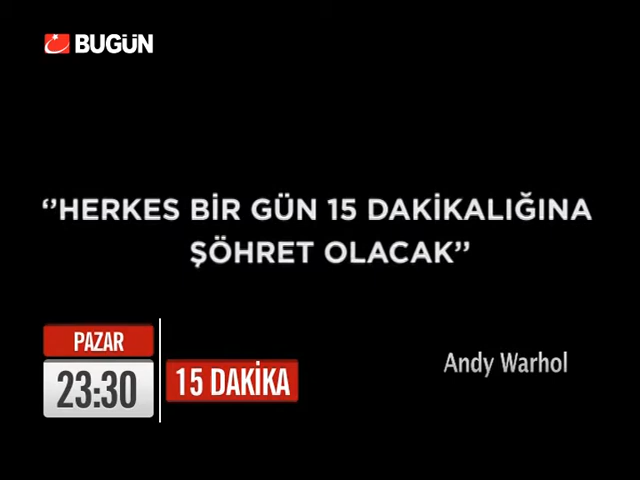 BUGÜN
‘’HERKES BİR GÜN 15 DAKİKALIĞINA
ŞÖHRET OLACAK’’
Andy Warhol
PAZAR
23:30
15 DAKİKA